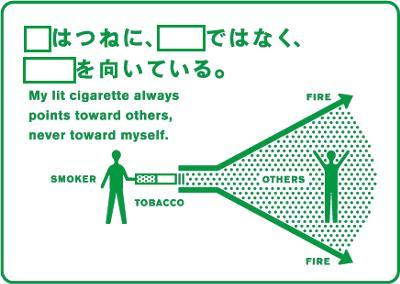 はつねに、ではなく、
を向いている。
My lit cigarette always
points toward others,
never toward myself.
FIRE
SMOKER
TOBACCO
OTHERS
FIRE